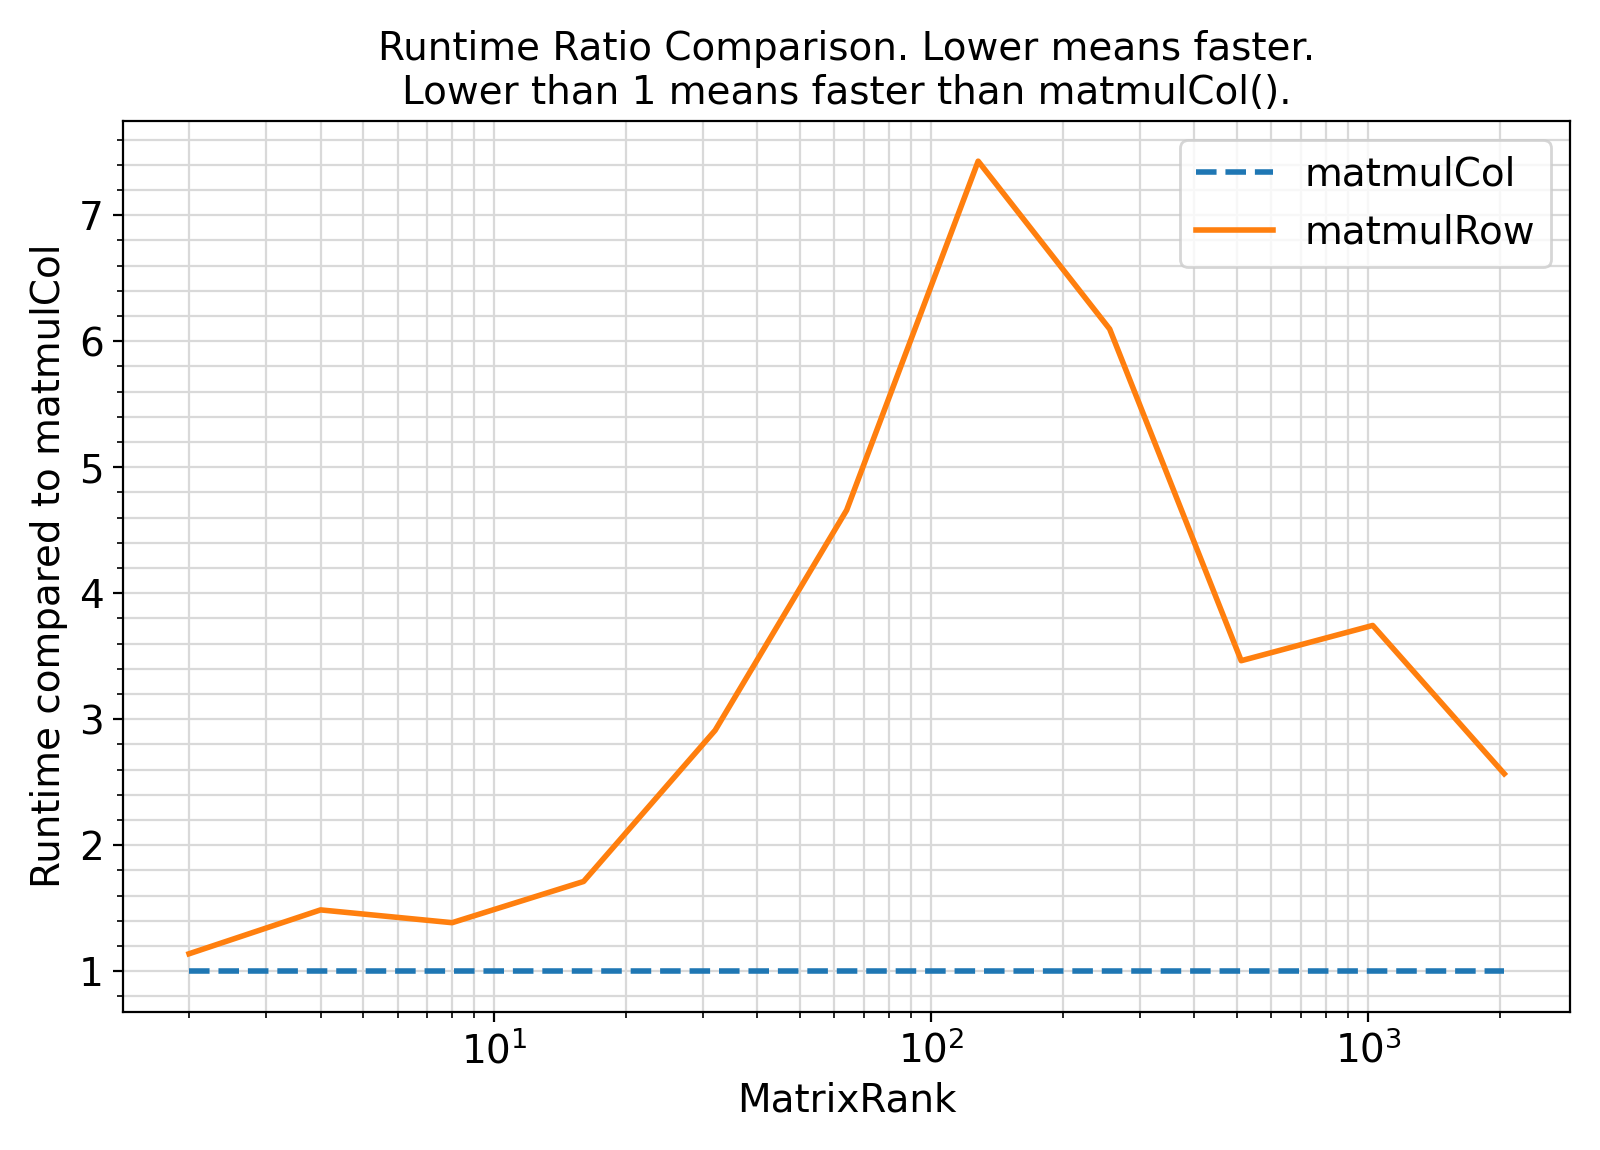 Runtime Ratio Comparison. Lower means faster.
Lower than 1 means faster than matmulCol().
matmulCol
matmulRow
Runtime compared to matmulCol
7
6
5
4
3
2
1
10¹
10²
10³
MatrixRank